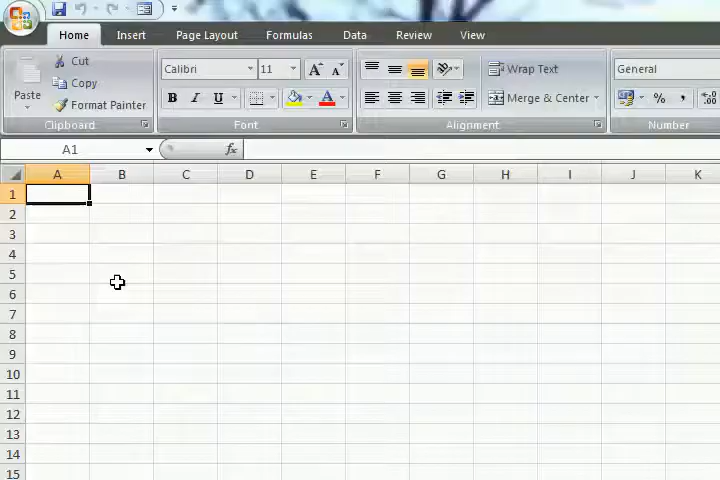 Home Insert Page Layout Formulas Data Review View
Cut
Copy
Format Painter
Paste
Clipboard
Calibri 11 A A
B I U A
Font
Wrap Text
Merge & Center
Alignment
General
% , .00
Number
A1 fx
A B C D E F G H I J K
1
2
3
4
5
6
7
8
9
10
11
12
13
14
15